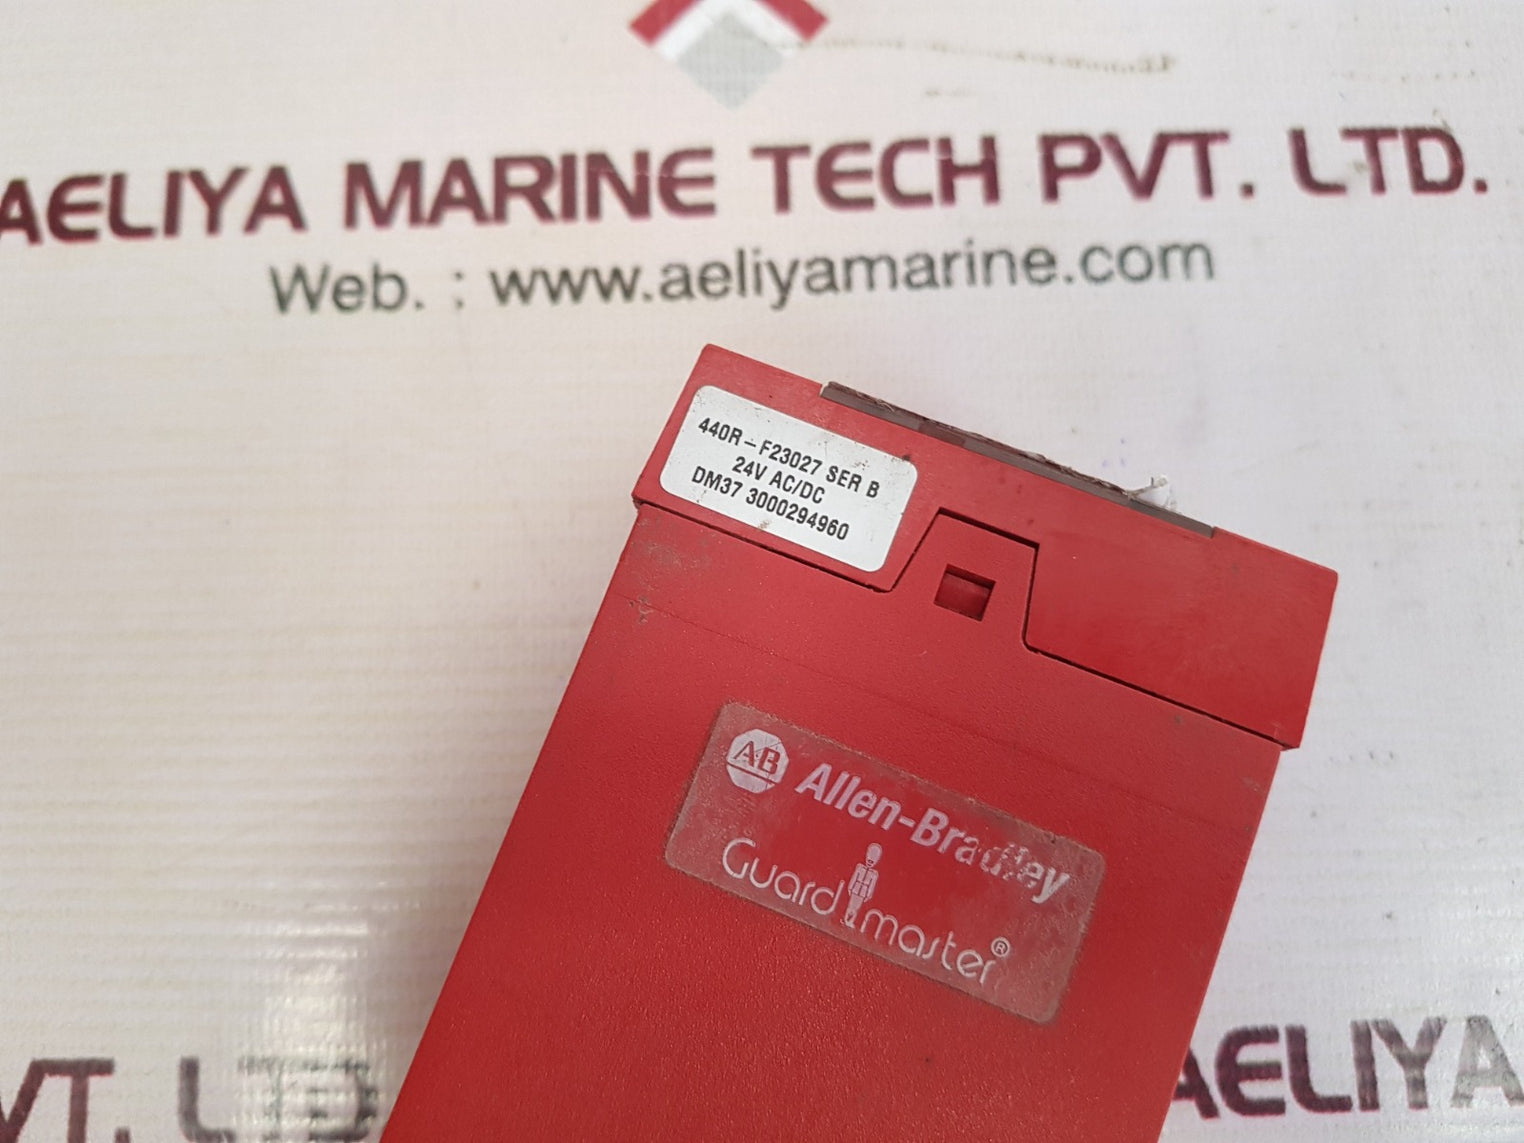 AELIYA MARINE TECH PVT. LTD.
Web. : www.aeliyamarine.com
440R-F23027 SER B
24V AC/DC
DM37 3000294960
AB Allen-Bradley
Guardmaster®
VT. LTD
AELIYA